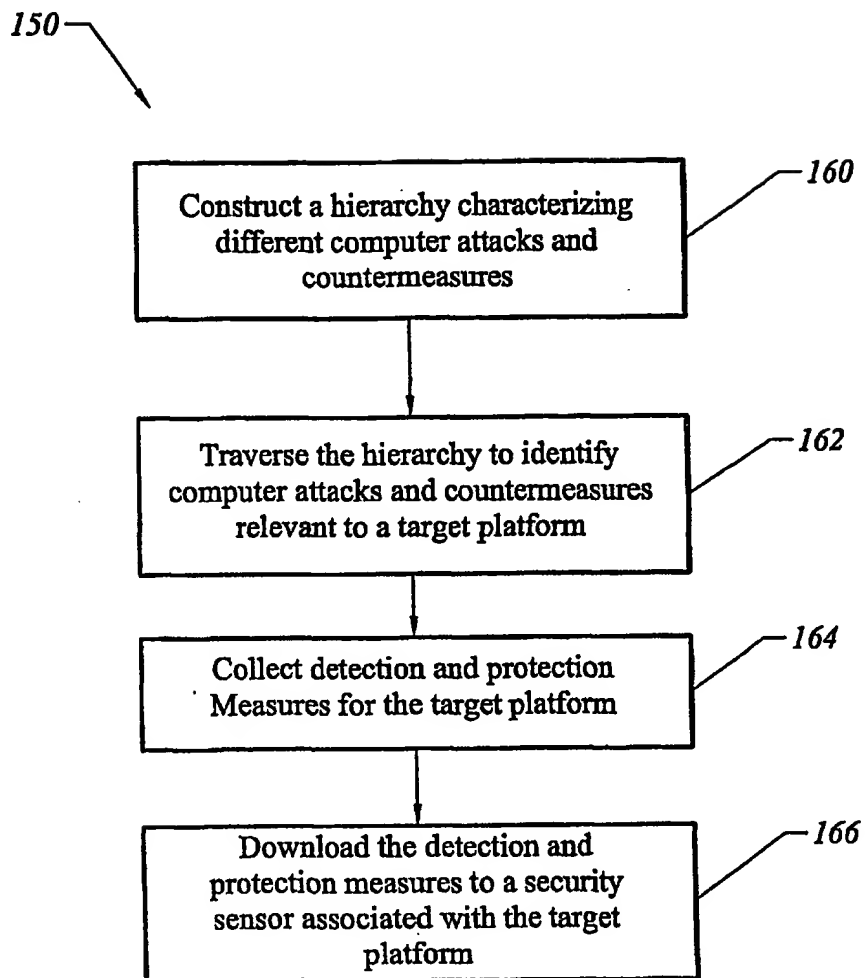 150
160
Construct a hierarchy characterizing
different computer attacks and
countermeasures
162
Traverse the hierarchy to identify
computer attacks and countermeasures
relevant to a target platform
164
Collect detection and protection
Measures for the target platform
166
Download the detection and
protection measures to a security
sensor associated with the target
platform